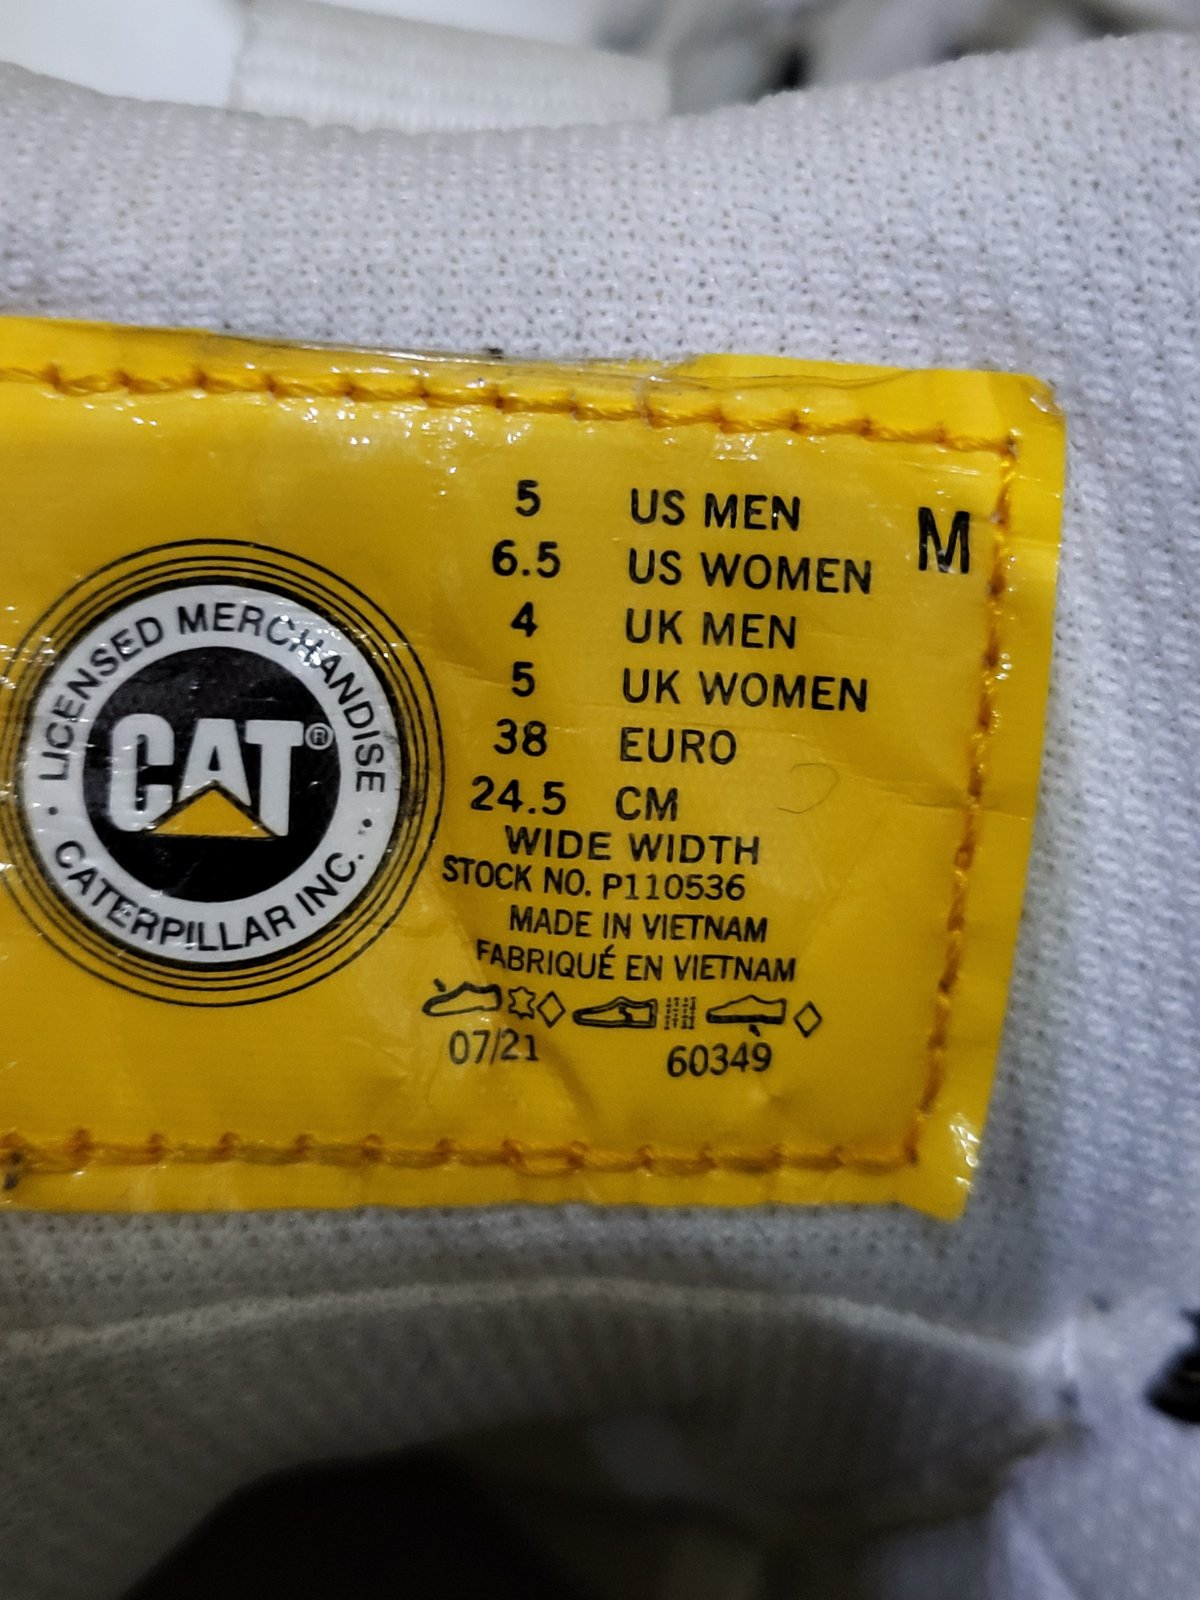 LICENSED MERCHANDISE
CAT®
· CATERPILLAR INC. ·
5 US MEN M
6.5 US WOMEN
4 UK MEN
5 UK WOMEN
38 EURO
24.5 CM
WIDE WIDTH
STOCK NO. P110536
MADE IN VIETNAM
FABRIQUÉ EN VIETNAM
07/21 60349